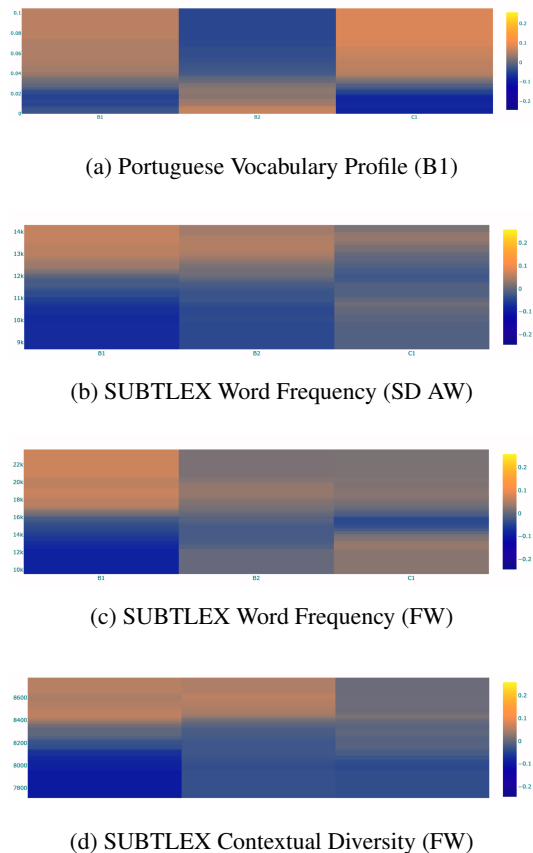 0.1
0.08
0.06
0.04
0.02
0
B1 B2 C1
0.2
0.1
0
−0.1
−0.2
(a) Portuguese Vocabulary Profile (B1)
14k
13k
12k
11k
10k
9k
B1 B2 C1
0.2
0.1
0
−0.1
−0.2
(b) SUBTLEX Word Frequency (SD AW)
22k
20k
18k
16k
14k
12k
10k
B1 B2 C1
0.2
0.1
0
−0.1
−0.2
(c) SUBTLEX Word Frequency (FW)
8600
8400
8200
8000
7800
0.2
0.1
0
−0.1
−0.2
(d) SUBTLEX Contextual Diversity (FW)